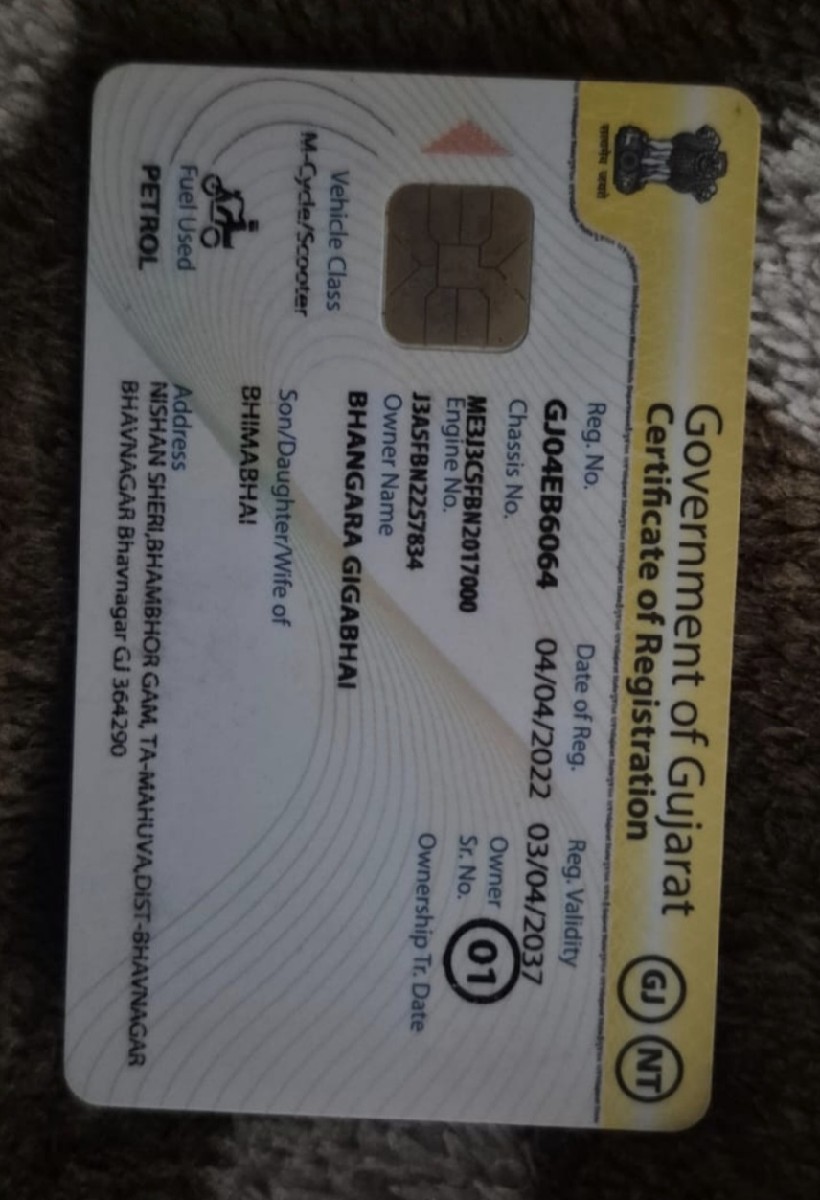 सत्यमेव जयते
Government of Gujarat
Certificate of Registration
GJ NT
Reg. No. Date of Reg. Reg. Validity
GJ04EB6064 04/04/2022 03/04/2037
Chassis No.
ME3J3C5FBN2017000
Owner
Sr. No. 01
Engine No.
J3A5FBN2257834
Ownership Tr. Date
Owner Name
BHANGARA GIGABHAI
Vehicle Class
M-Cycle/Scooter
Son/Daughter/Wife of
BHIMABHAI
Fuel Used
PETROL
Address
NISHAN SHERI,BHAMBHOR GAM, TA-MAHUVA,DIST-BHAVNAGAR
BHAVNAGAR Bhavnagar GJ 364290